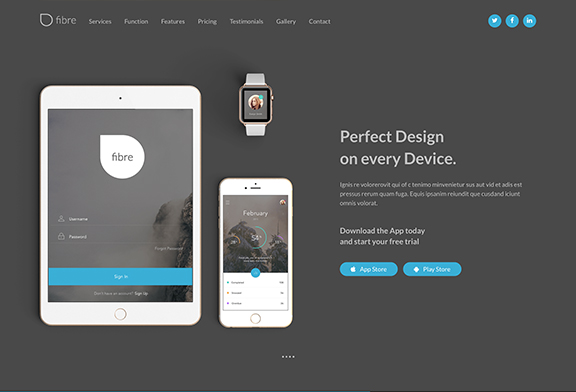 fibre
Services
Function
Features
Pricing
Testimonials
Gallery
Contact
fibre
Username
Password
Forgot Password
Sign In
Don't have an account? Sign Up
February
Perfect Design
on every Device.
Ignis re volorerovit qui of c tenimo minvenietur sus aut vid et adis est
pressus rerum quam fuga. Equis ipsanim reiundit que cusdand iciunt
omnis volorat.
Download the App today
and start your free trial
App Store
Play Store